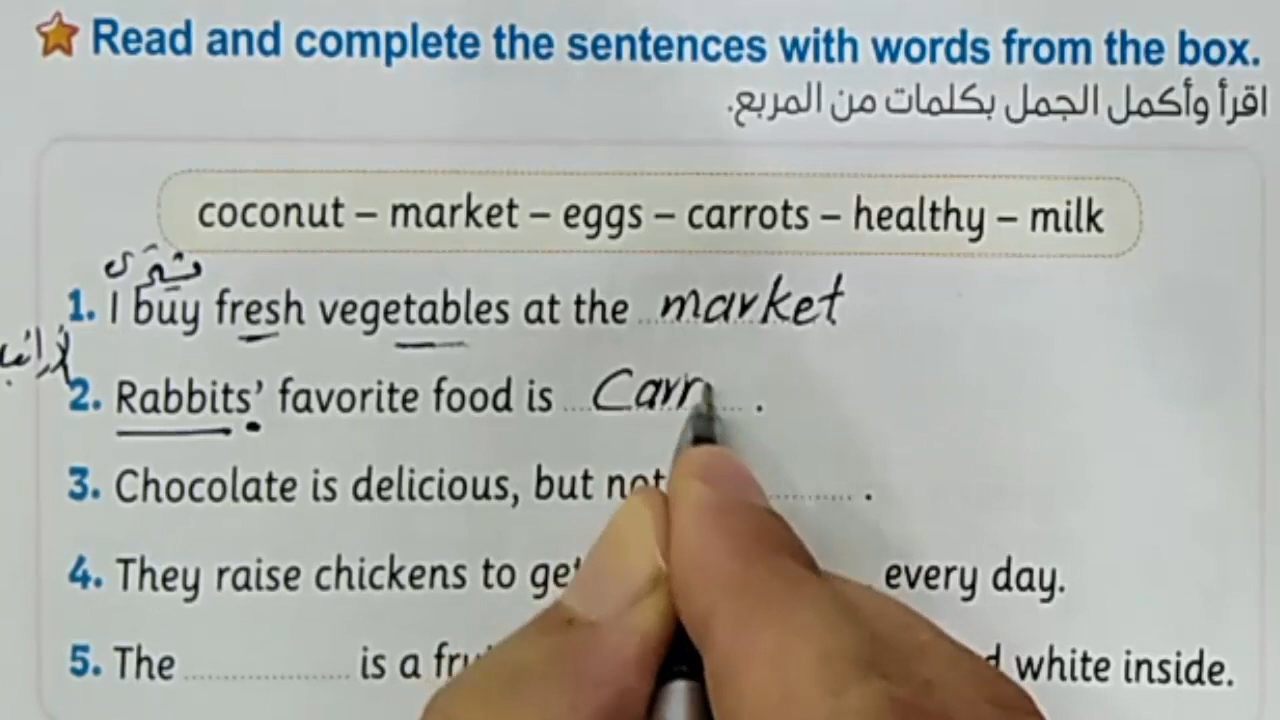 Read and complete the sentences with words from the box.
اقرأ وأكمل الجمل بكلمات من المربع.
coconut – market – eggs – carrots – healthy – milk
1. I buy fresh vegetables at the market
2. Rabbits' favorite food is Carr .
3. Chocolate is delicious, but not .
4. They raise chickens to get every day.
5. The is a white inside.